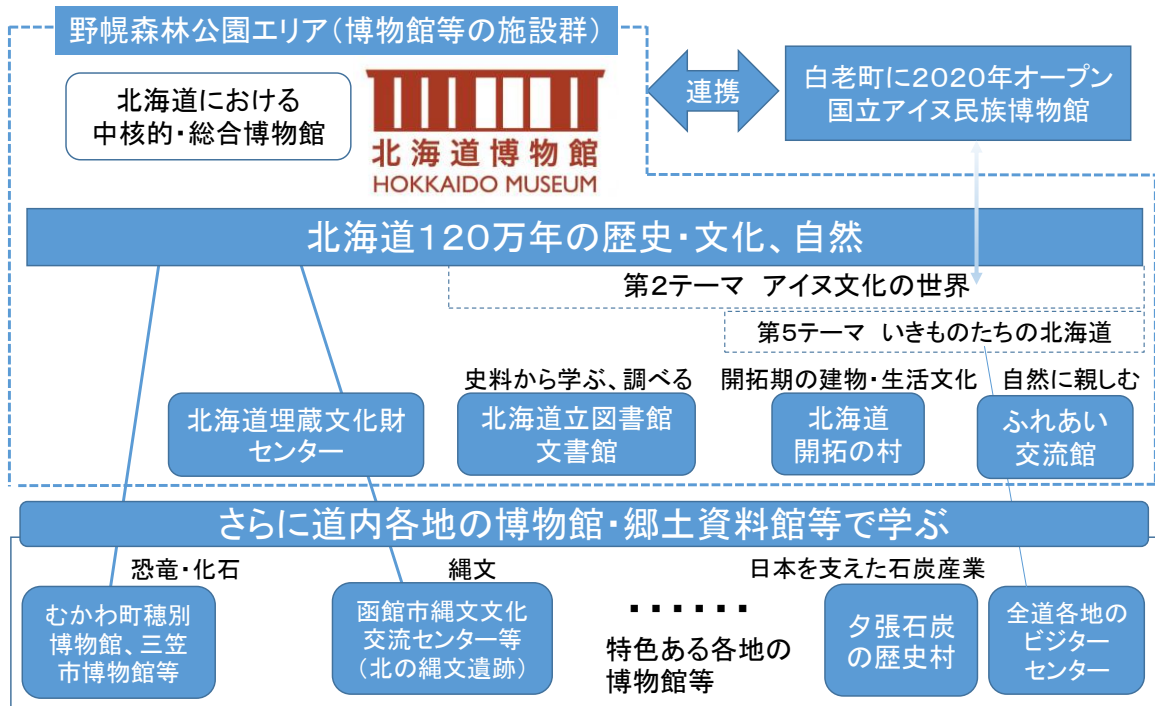 野幌森林公園エリア（博物館等の施設群）
北海道における
中核的・総合博物館
北海道博物館
HOKKAIDO MUSEUM
連携
白老町に2020年オープン
国立アイヌ民族博物館
北海道120万年の歴史・文化、自然
第2テーマ　アイヌ文化の世界
第5テーマ　いきものたちの北海道
北海道埋蔵文化財
センター
史料から学ぶ、調べる
北海道立図書館
文書館
開拓期の建物・生活文化
北海道
開拓の村
自然に親しむ
ふれあい
交流館
さらに道内各地の博物館・郷土資料館等で学ぶ
恐竜・化石
むかわ町穂別
博物館、三笠
市博物館等
縄文
函館市縄文文化
交流センター等
（北の縄文遺跡）
・・・・・・
特色ある各地の
博物館等
日本を支えた石炭産業
夕張石炭
の歴史村
全道各地の
ビジター
センター